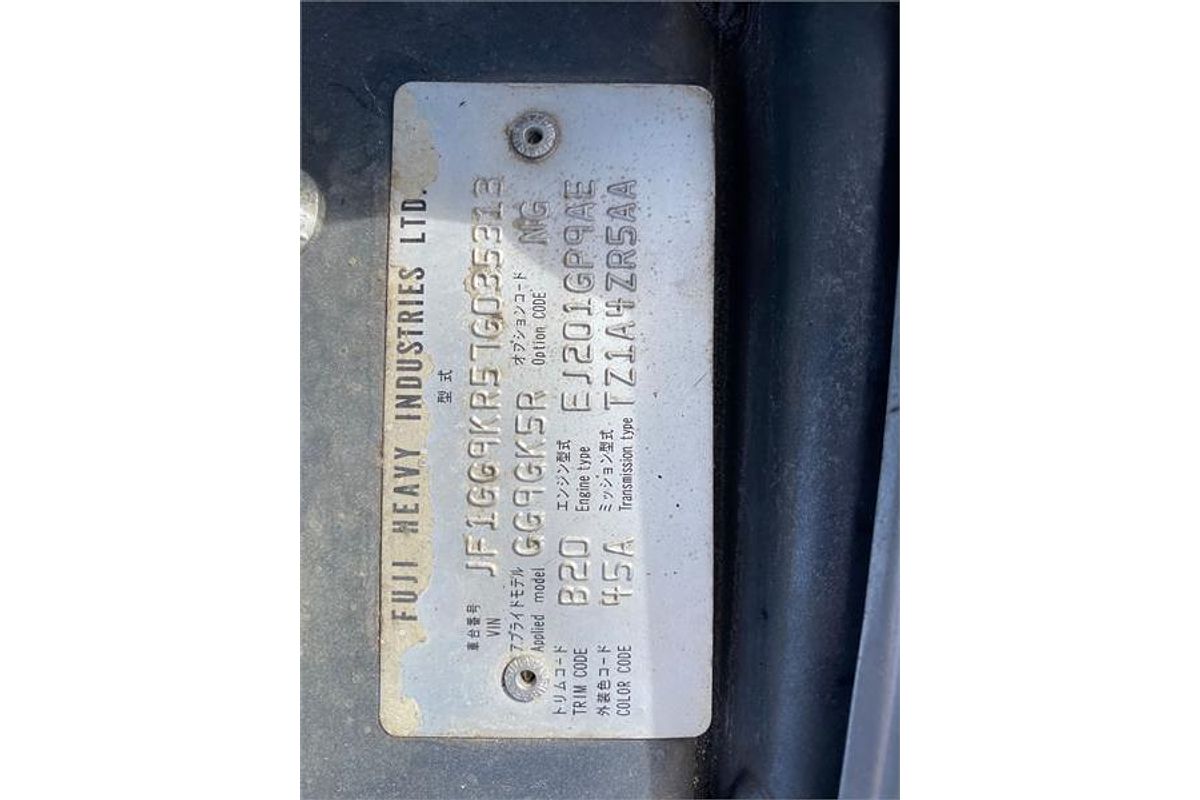 FUJI HEAVY INDUSTRIES LTD.
型式
車台番号
VIN JF1GG9KR57G035313
アプライドモデル オプションコード
Applied model GG9GK5R Option CODE NG
トリムコード エンジン型式
TRIM CODE B20 Engine type EJ201GP9AE
外装色コード ミッション型式
COLOR CODE 45A Transmission type TZ1A4ZR5AA